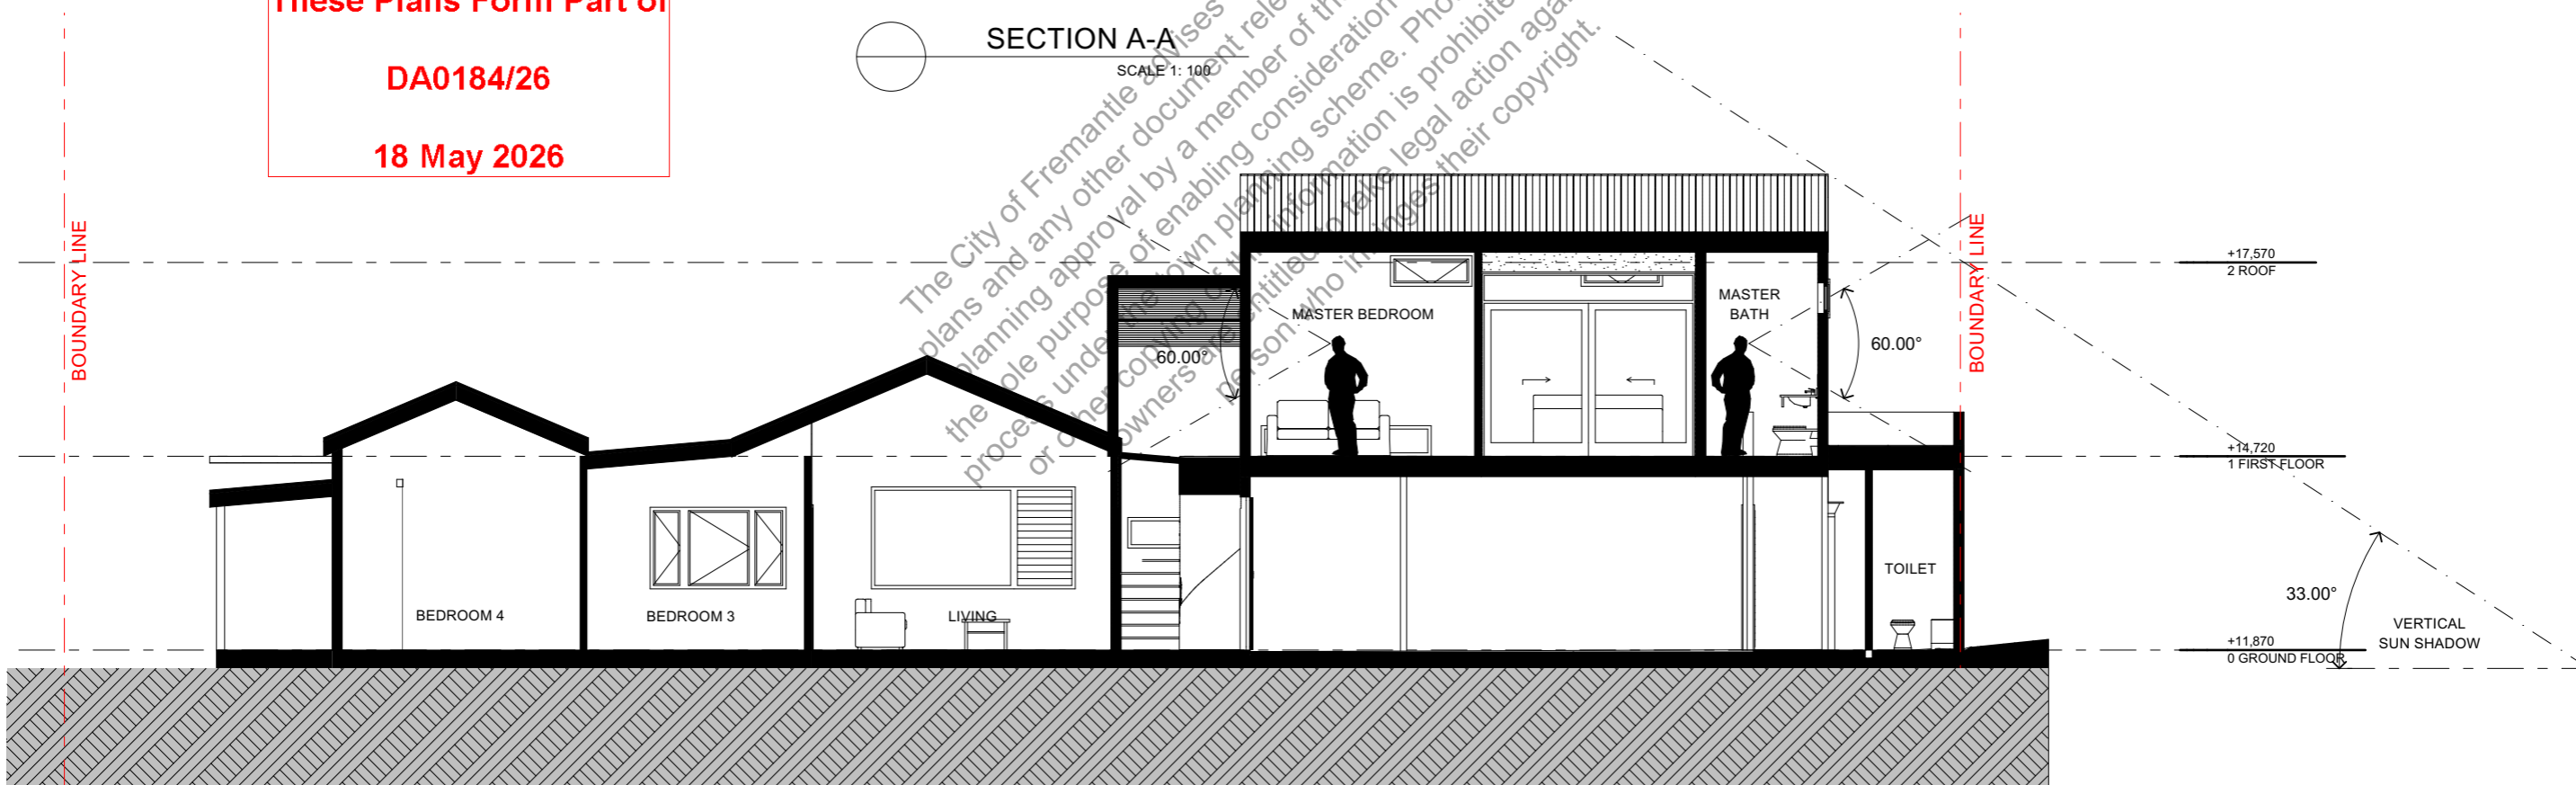 These Plans Form Part of
DA0184/26
18 May 2026
SECTION A-A
SCALE 1: 100
The City of Fremantle advises
plans and any other document rele
planning approval by a member of th
the sole purpose of enabling consideration
process under the town planning scheme. Pho
or other copying of this information is prohibite
owners are entitled to take legal action agai
person who infringes their copyright.
BOUNDARY LINE
BOUNDARY LINE
+17,570
2 ROOF
MASTER BEDROOM
MASTER
BATH
60.00°
60.00°
+14,720
1 FIRST FLOOR
BEDROOM 4
BEDROOM 3
LIVING
TOILET
33.00°
VERTICAL
SUN SHADOW
+11,870
0 GROUND FLOOR